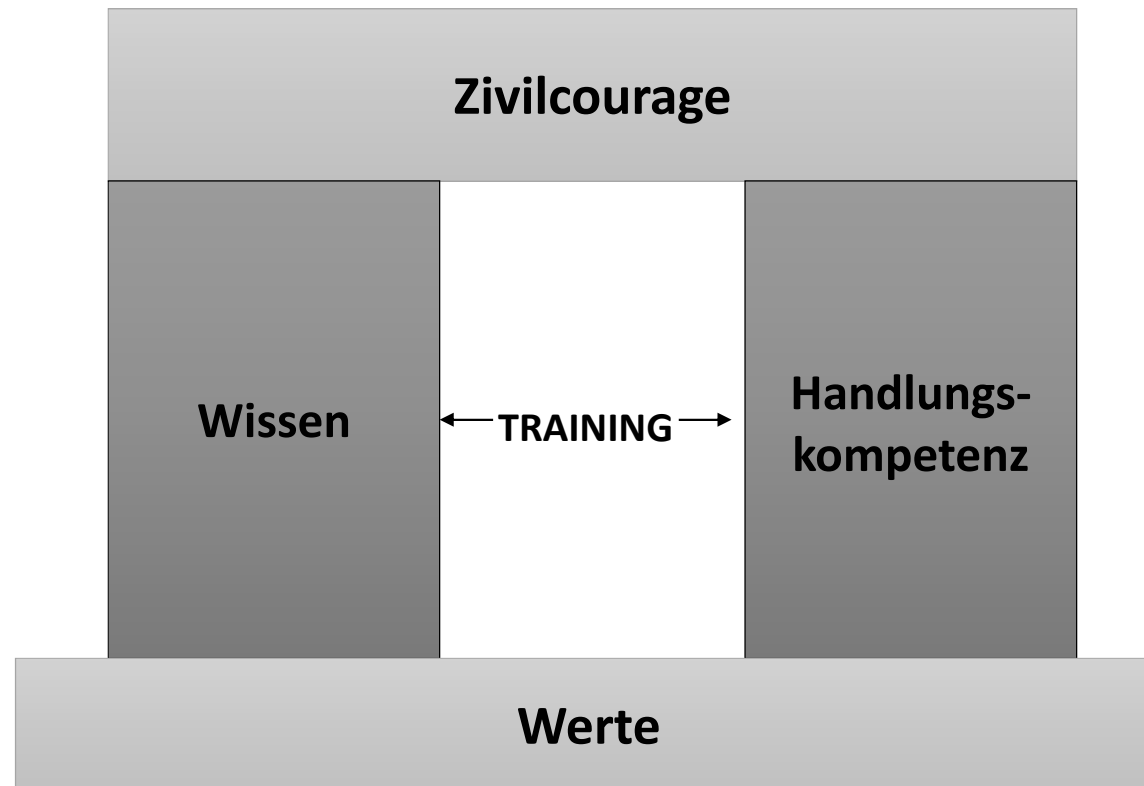 Zivilcourage
Wissen
TRAINING
Handlungs-
kompetenz
Werte